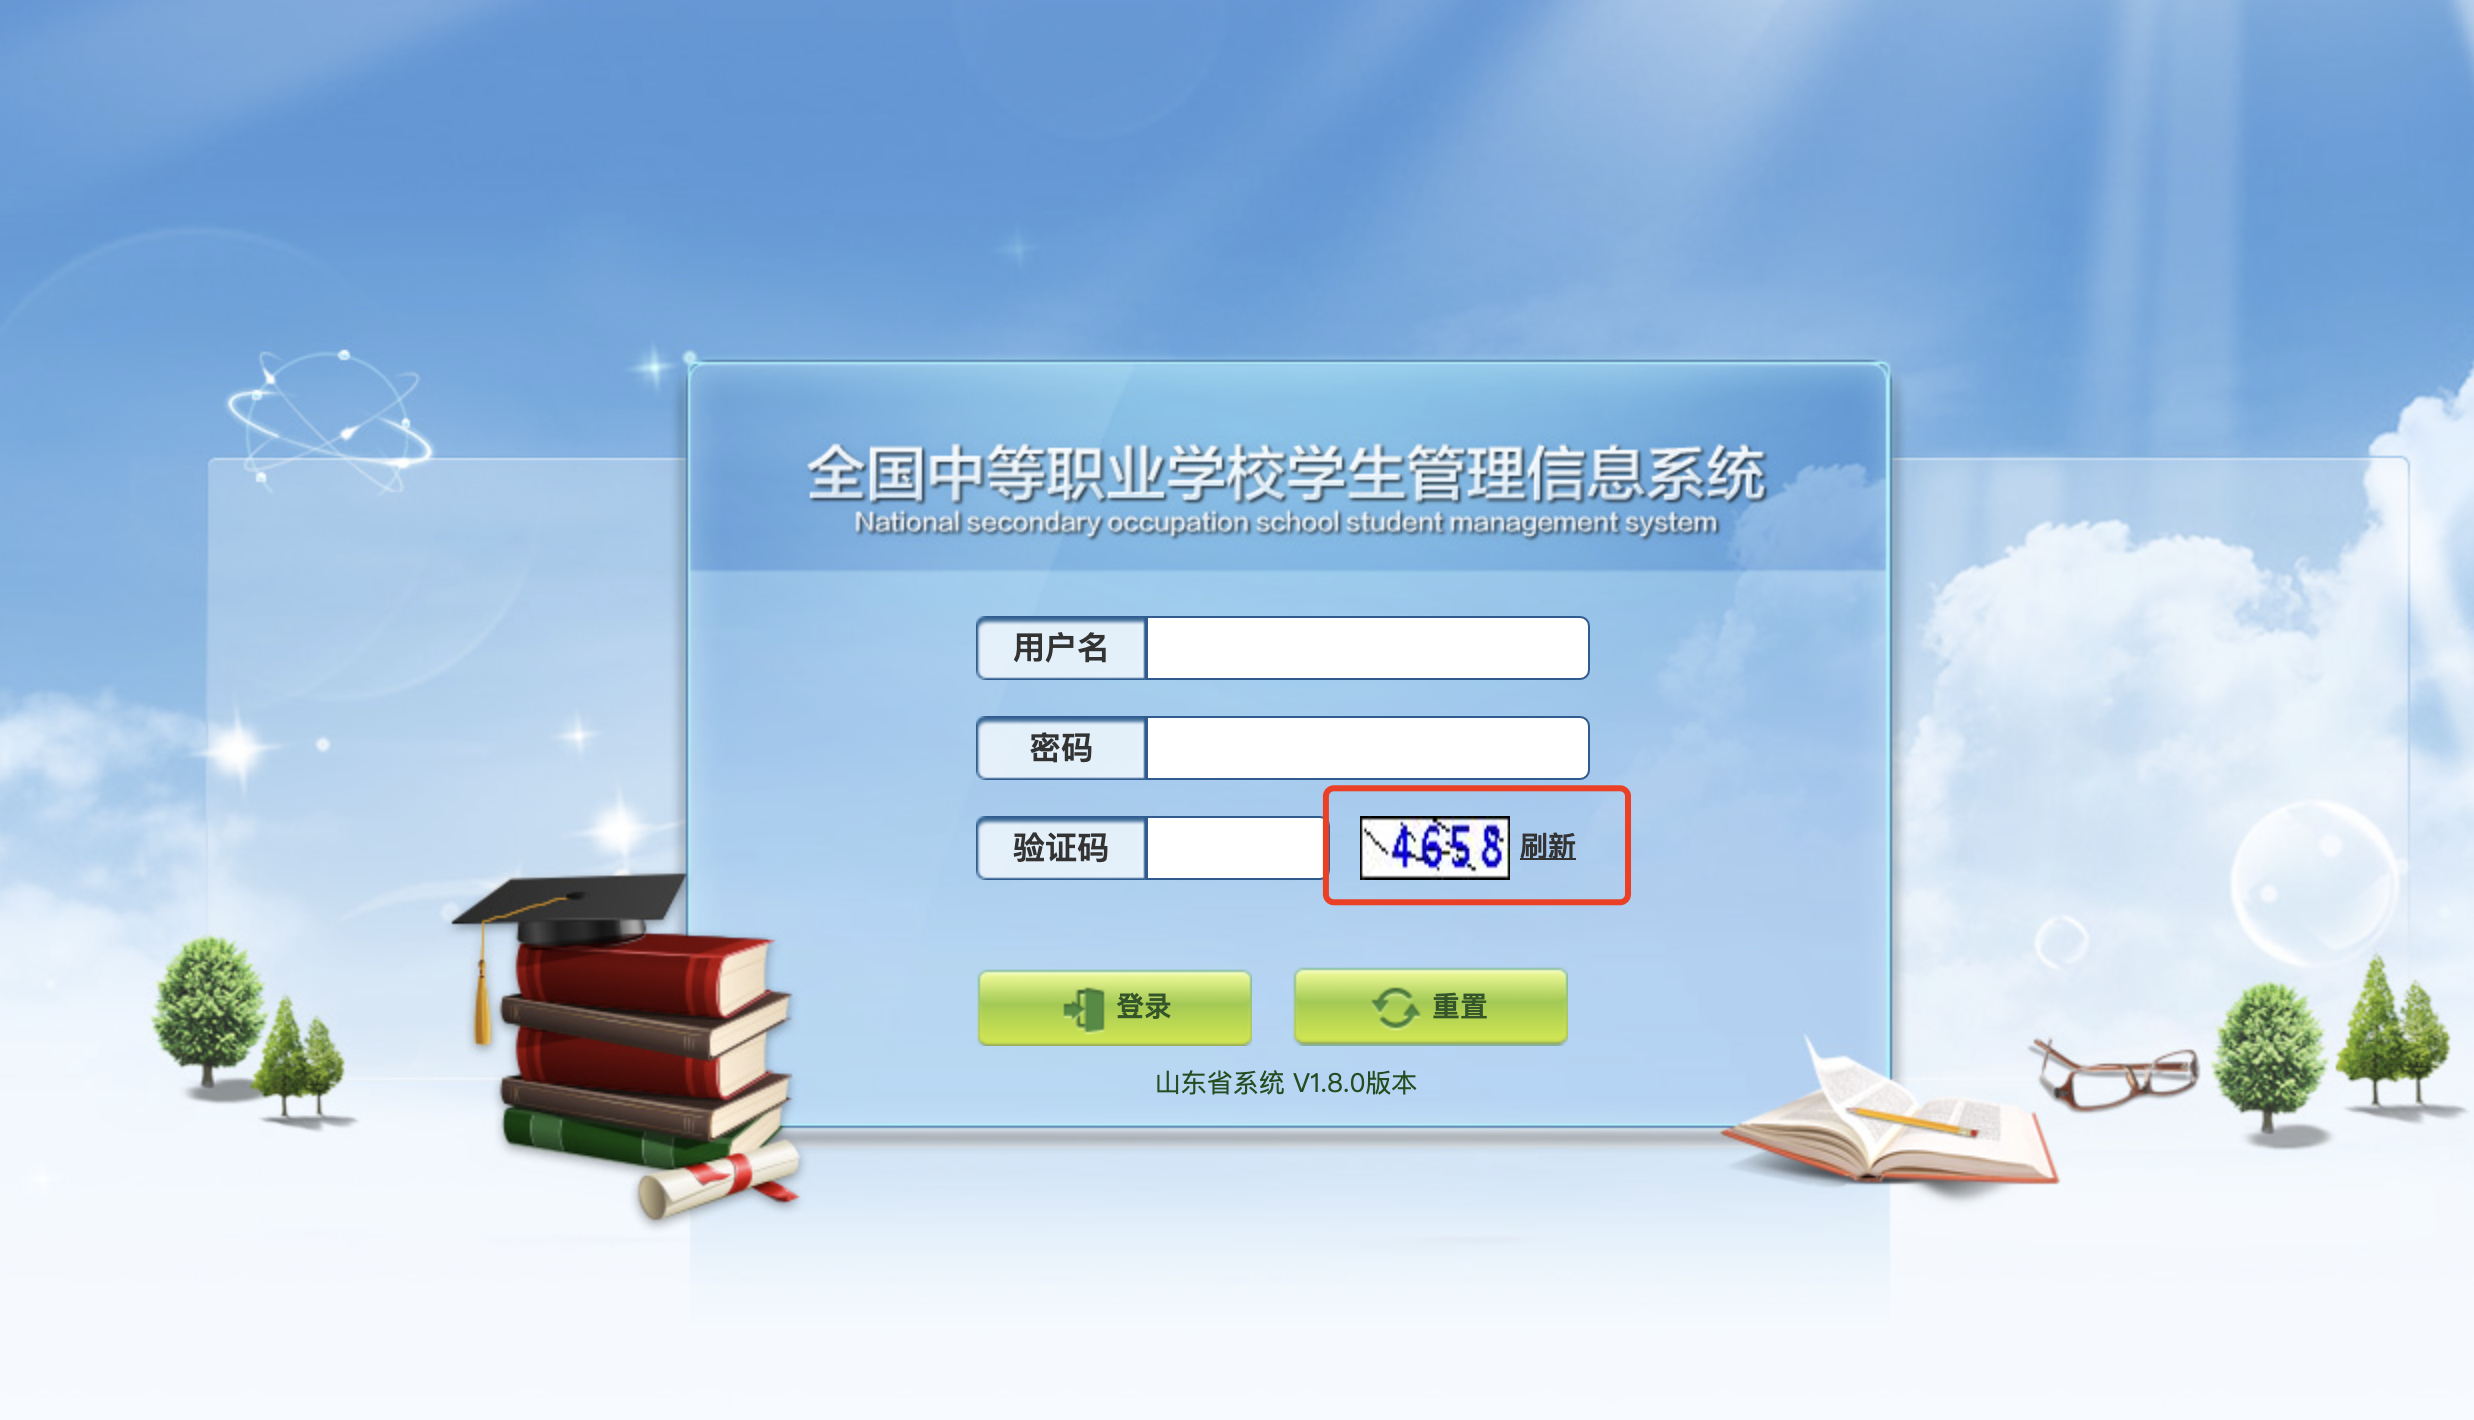 全国中等职业学校学生管理信息系统
National secondary occupation school student management system
用户名
密码
验证码
4658 刷新
登录 重置
山东省系统 V1.8.0版本